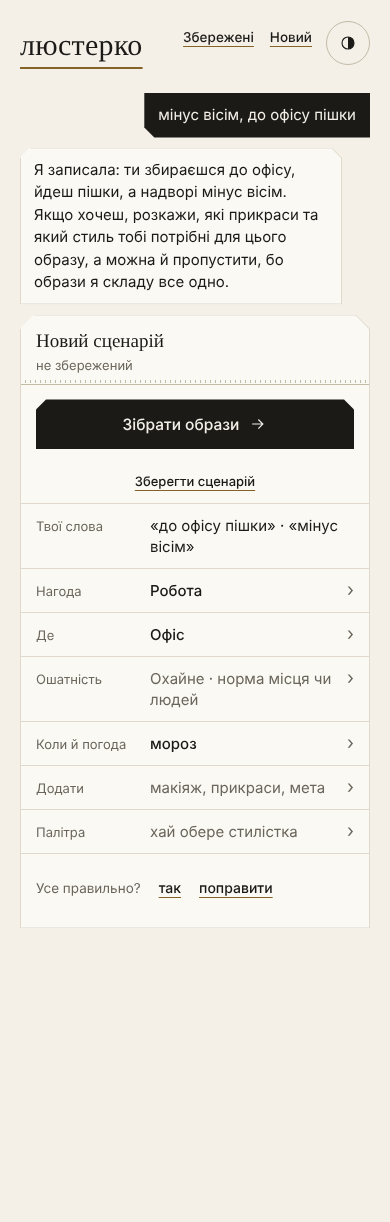 люстерко
Збережені Новий
мінус вісім, до офісу пішки
Я записала: ти збираєшся до офісу,
йдеш пішки, а надворі мінус вісім.
Якщо хочеш, розкажи, які прикраси та
який стиль тобі потрібні для цього
образу, а можна й пропустити, бо
образи я складу все одно.
Новий сценарій
не збережений
Зібрати образи →
Зберегти сценарій
Твої слова «до офісу пішки» · «мінус
вісім»
Нагода Робота
Де Офіс
Ошатність Охайне · норма місця чи
людей
Коли й погода мороз
Додати макіяж, прикраси, мета
Палітра хай обере стилістка
Усе правильно? так поправити